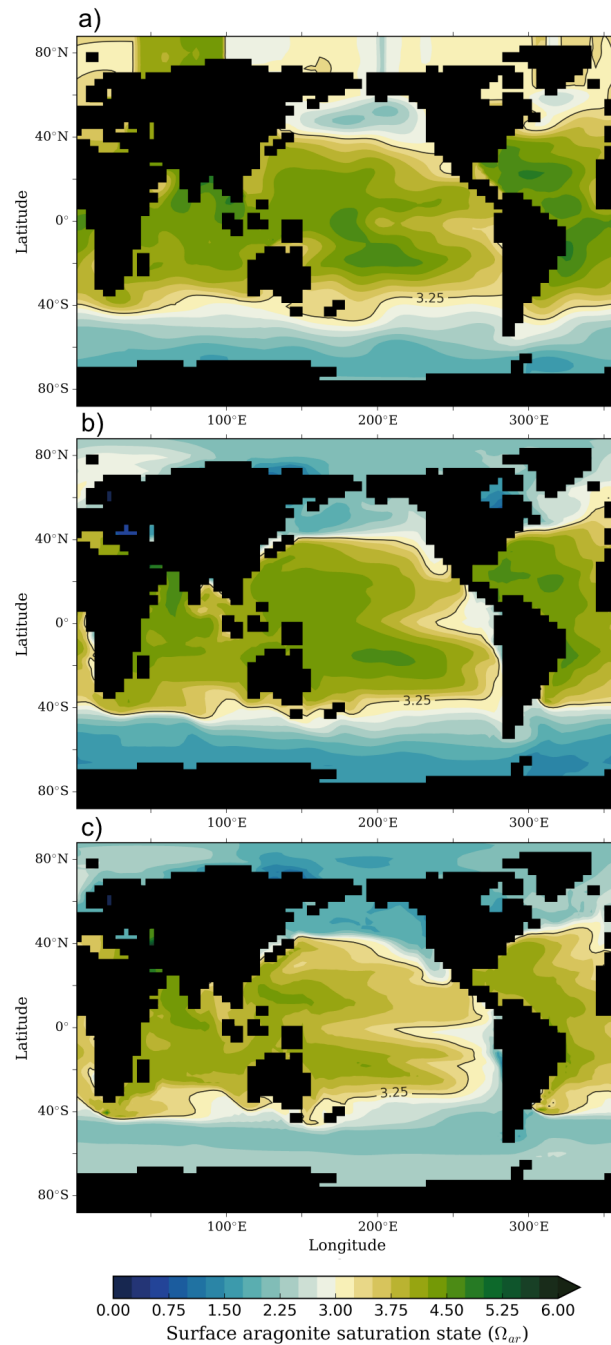 a)
80°N
40°N
0°
40°S
80°S
Latitude
3.25
100°E
200°E
300°E
b)
80°N
40°N
0°
40°S
80°S
Latitude
3.25
100°E
200°E
300°E
c)
80°N
40°N
0°
40°S
80°S
Latitude
3.25
100°E
200°E
300°E
Longitude
0.00 0.75 1.50 2.25 3.00 3.75 4.50 5.25 6.00
Surface aragonite saturation state (Ωar)